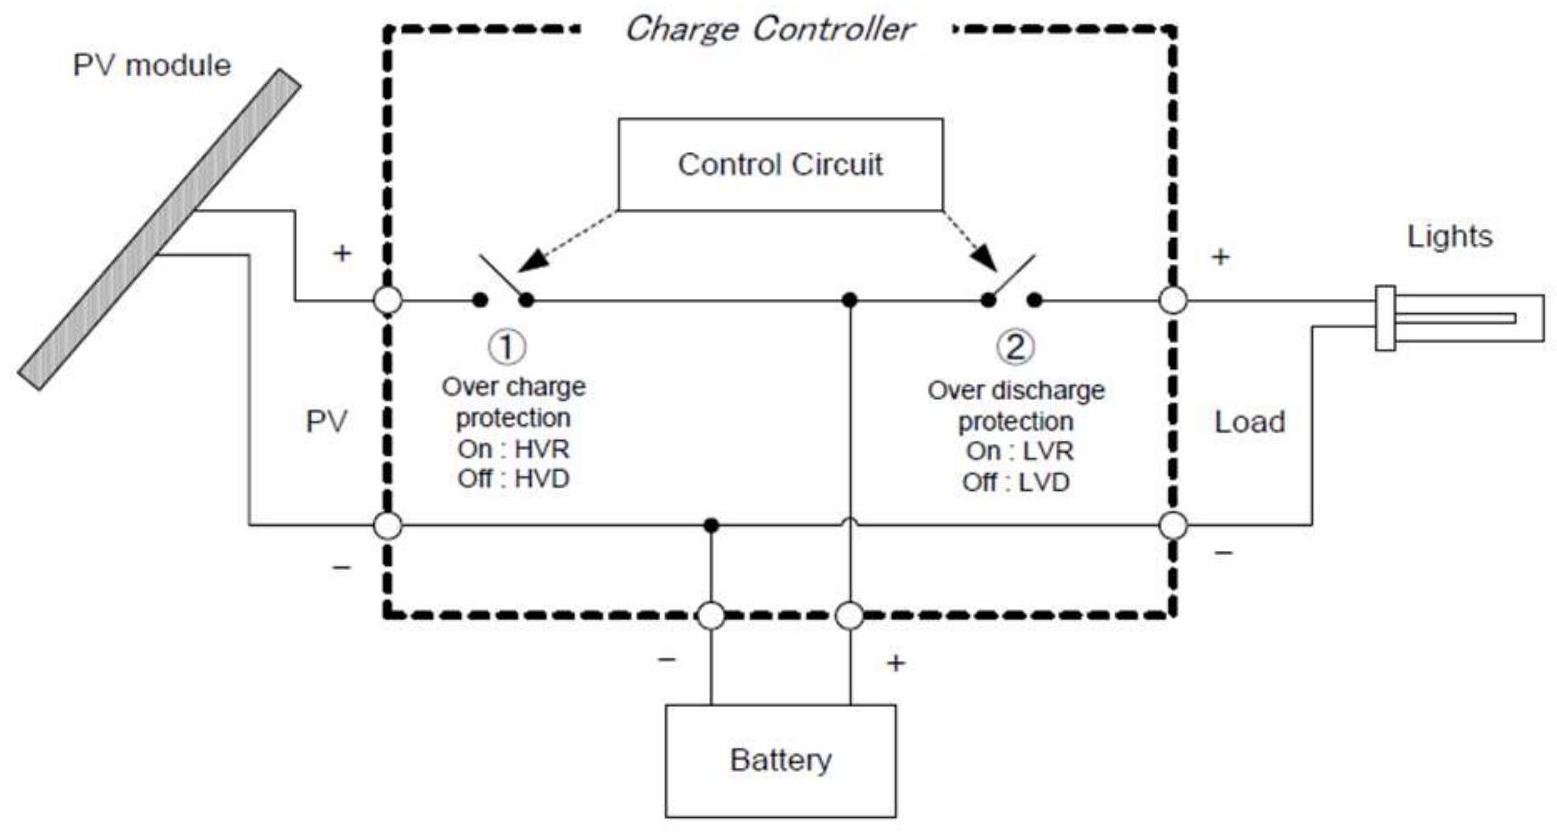 Charge Controller
PV module
Control Circuit
Lights
+
+
①
Over charge
protection
On : HVR
Off : HVD
②
Over discharge
protection
On : LVR
Off : LVD
PV
Load
−
−
−
+
Battery